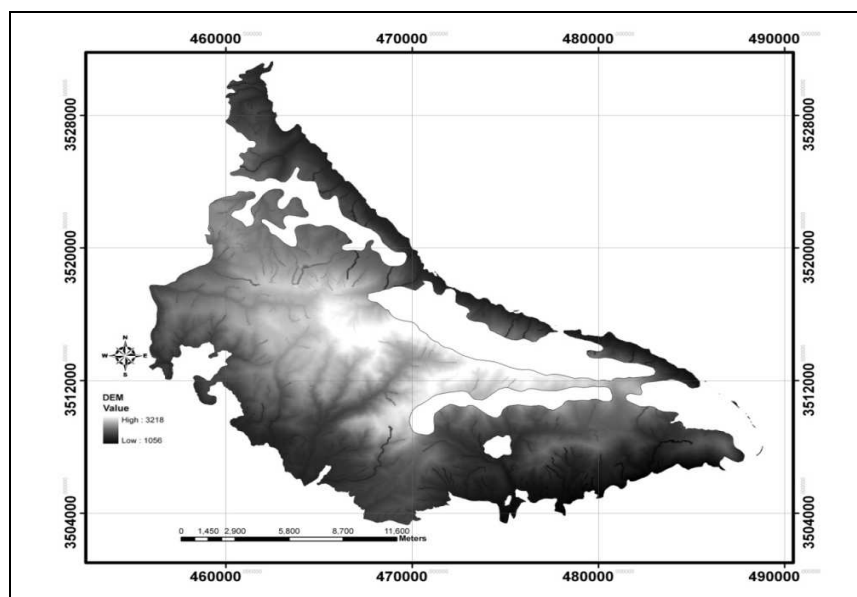 460000 470000 480000 490000
3528000 3528000
3520000 3520000
N
W E
S
3512000 3512000
DEM
Value
High : 3218
Low : 1056
3504000 3504000
0 1,450 2,900 5,800 8,700 11,600
Meters
460000 470000 480000 490000